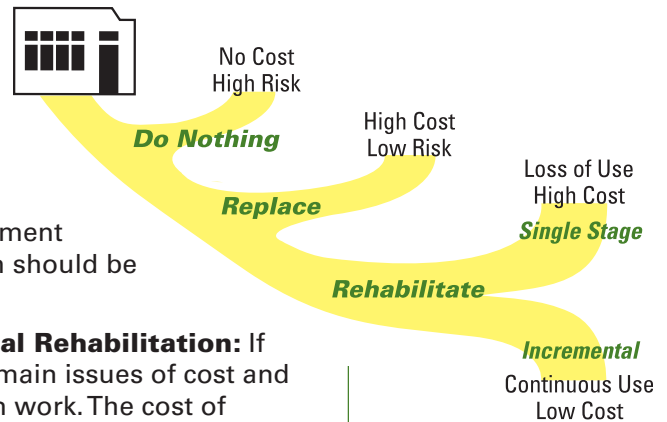 No Cost
High Risk
Do Nothing
High Cost
Low Risk
Replace
Loss of Use
High Cost
Single Stage
Rehabilitate
Incremental
Continuous Use
Low Cost
should be
al Rehabilitation: If
main issues of cost and
work. The cost of